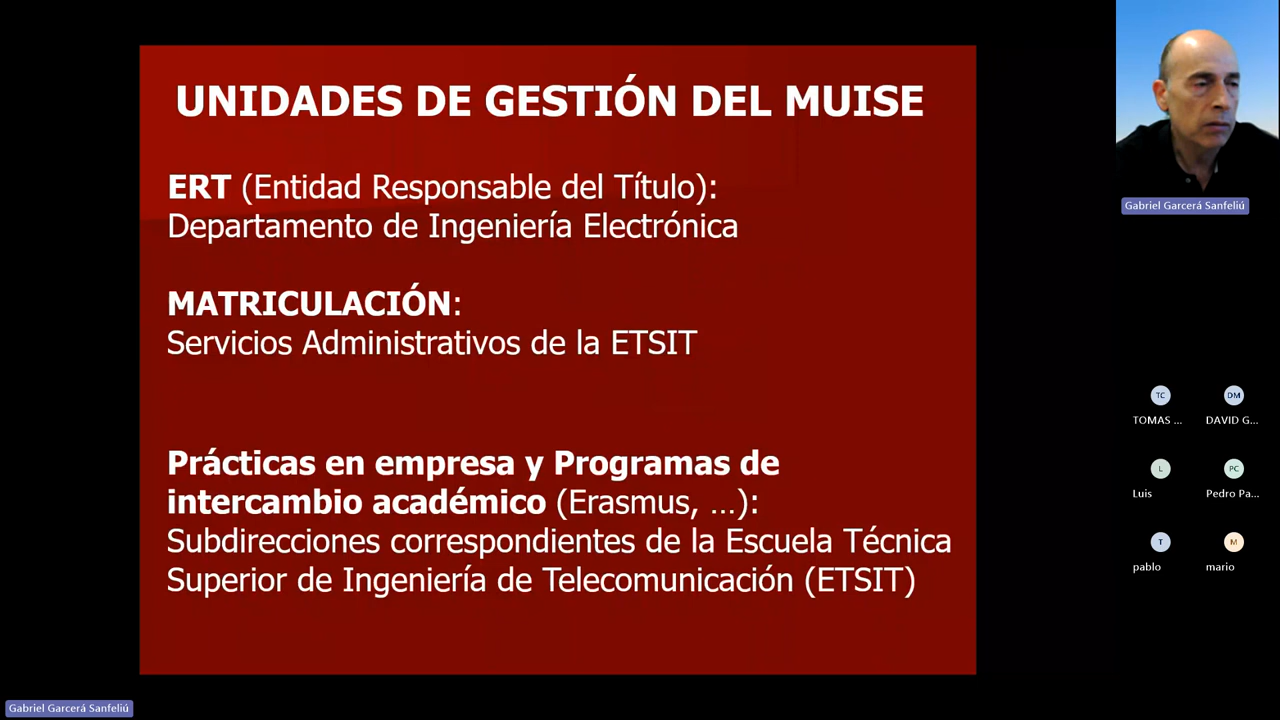 UNIDADES DE GESTIÓN DEL MUISE
ERT (Entidad Responsable del Título):
Departamento de Ingeniería Electrónica
MATRICULACIÓN:
Servicios Administrativos de la ETSIT
Prácticas en empresa y Programas de
intercambio académico (Erasmus, ...):
Subdirecciones correspondientes de la Escuela Técnica
Superior de Ingeniería de Telecomunicación (ETSIT)
Gabriel Garcerá Sanfeliú
TC
DM
TOMAS ...
DAVID G...
L
PC
Luis
Pedro Pa...
T
M
pablo
mario
Gabriel Garcerá Sanfeliú